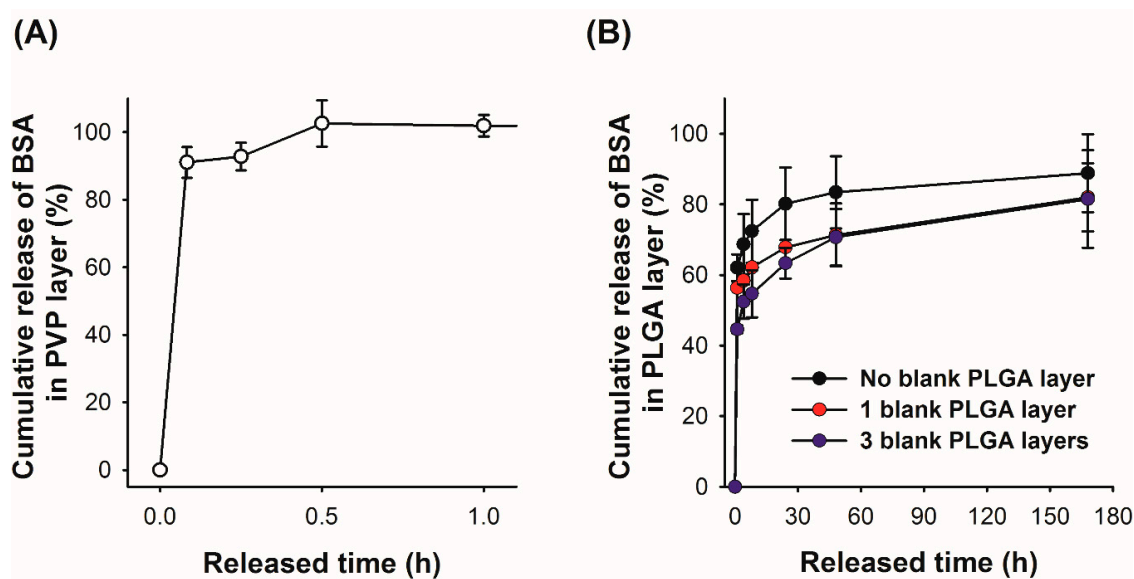 (A)
Cumulative release of BSA
in PVP layer (%)
100
80
60
40
20
0
0.0 0.5 1.0
Released time (h)
(B)
Cumulative release of BSA
in PLGA layer (%)
100
80
60
40
20
0
No blank PLGA layer
1 blank PLGA layer
3 blank PLGA layers
0 30 60 90 120 150 180
Released time (h)